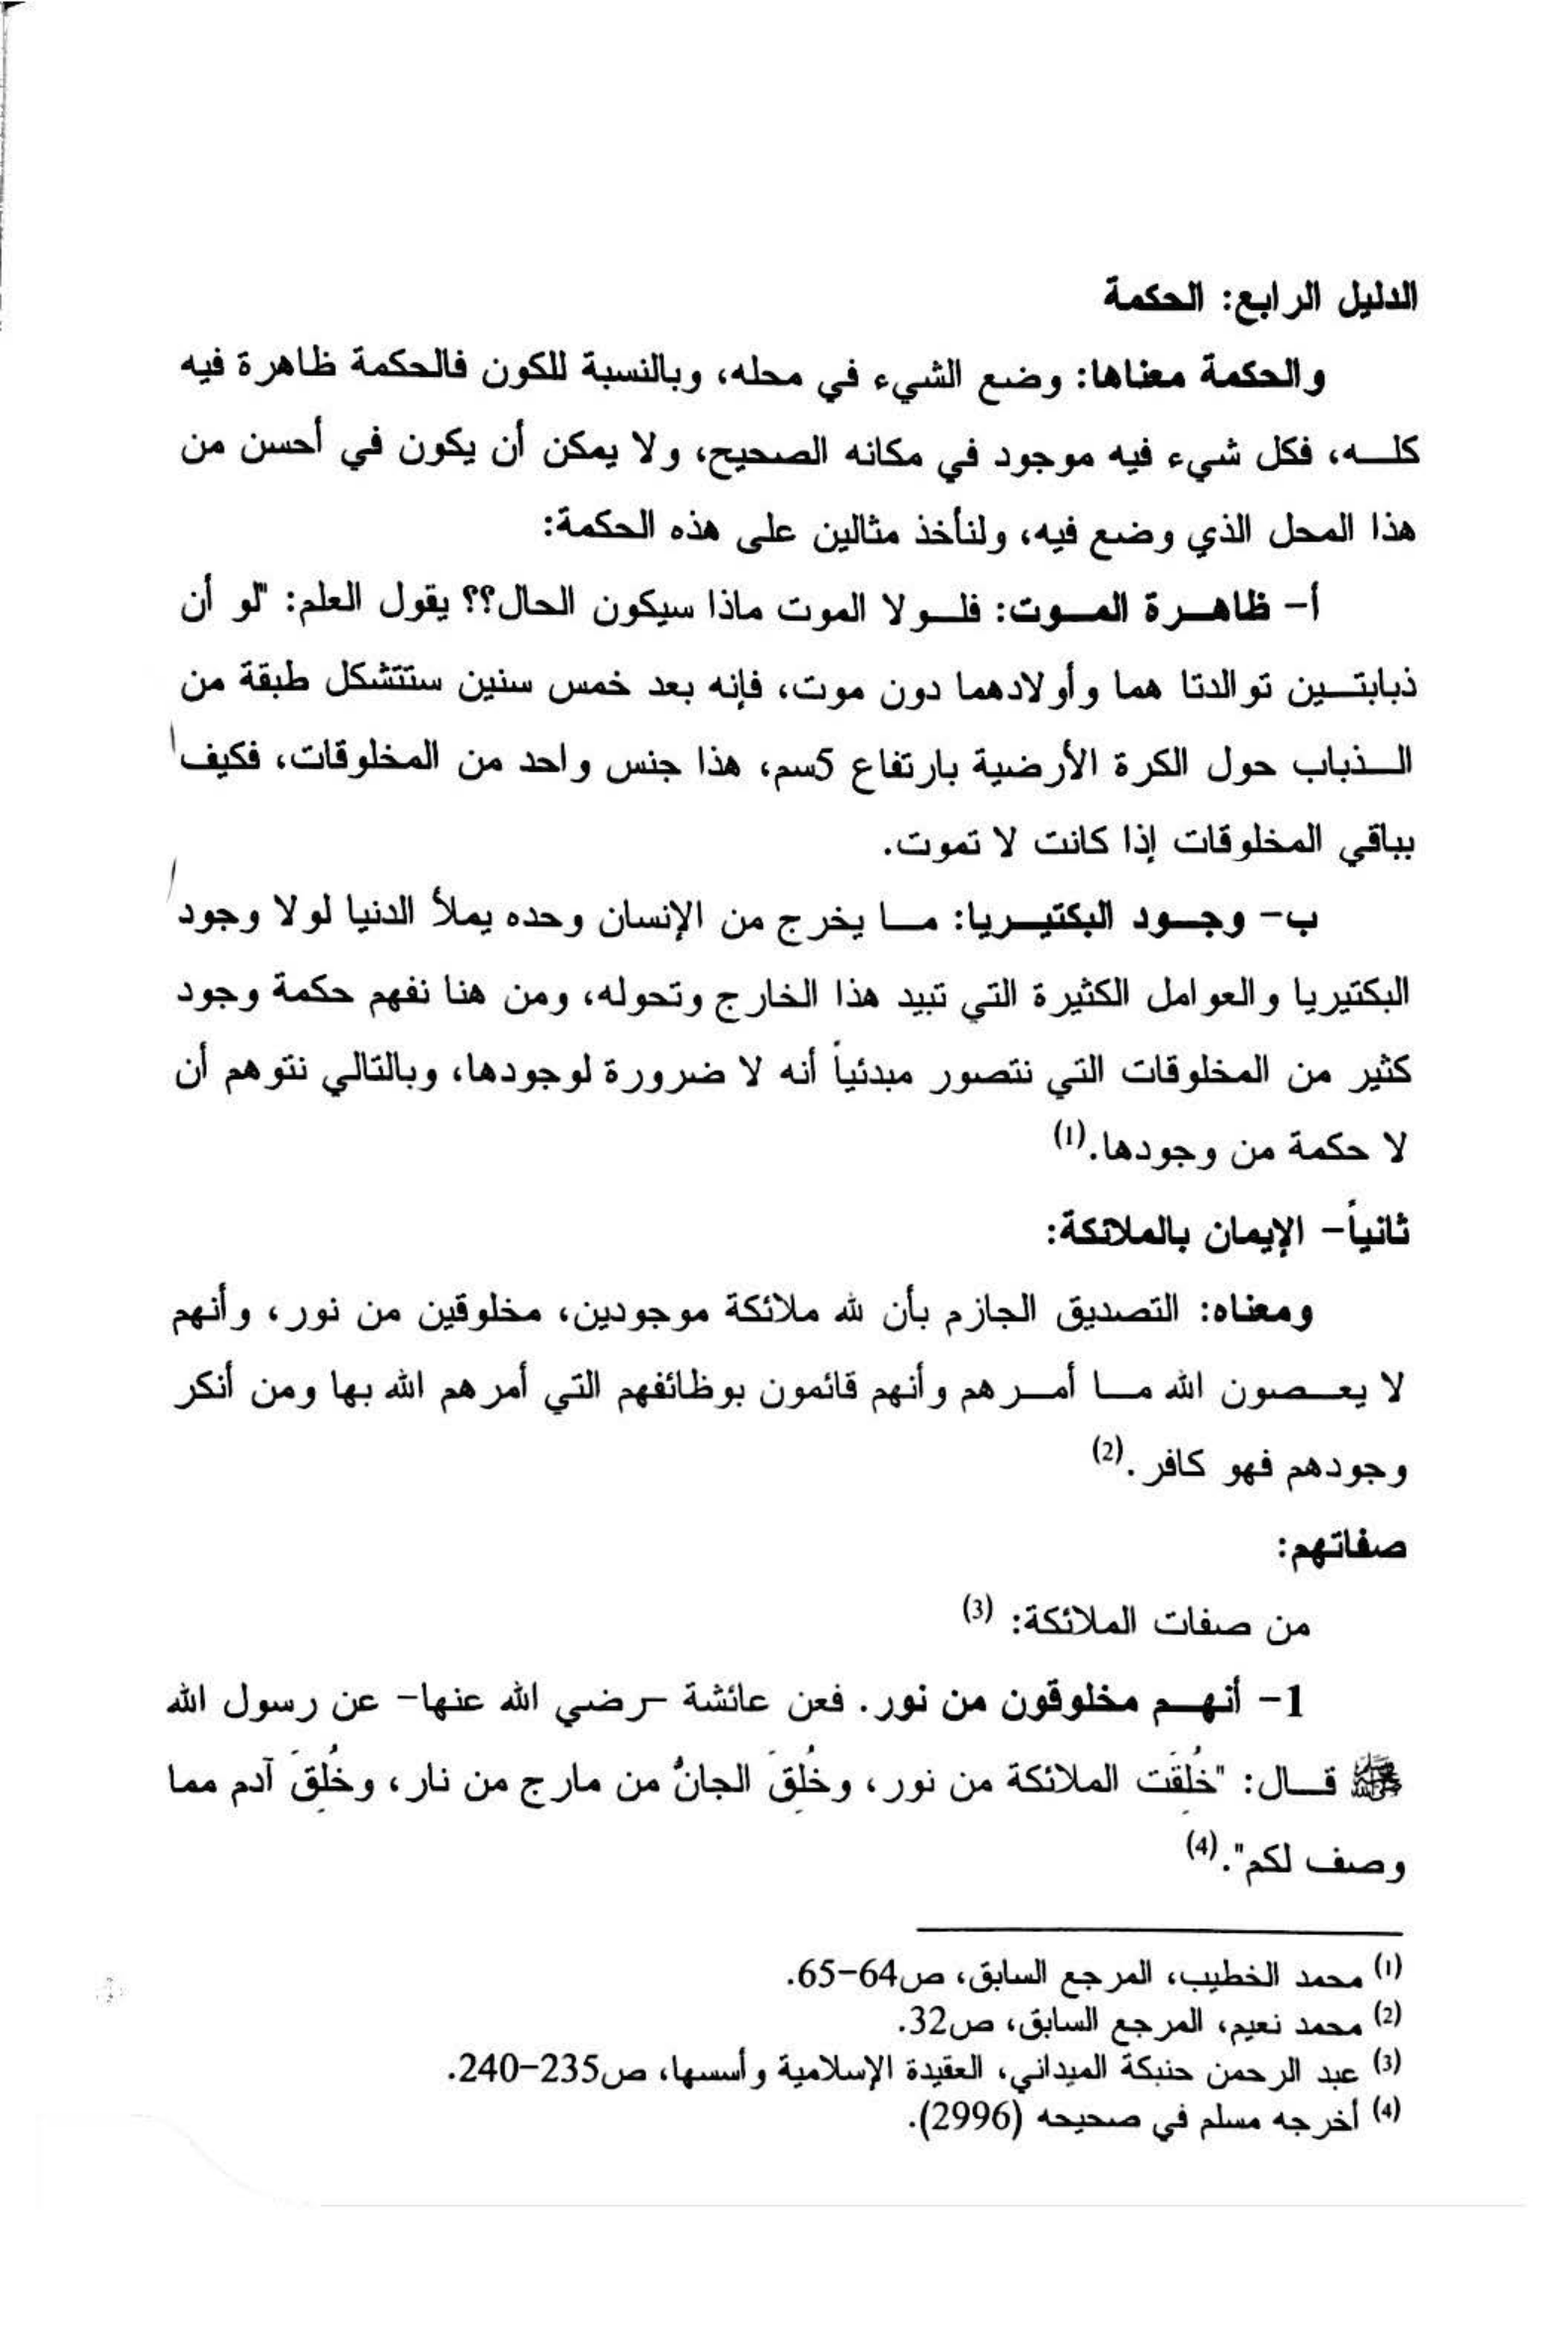 الدليل الرابع: الحكمة
والحكمة معناها: وضع الشيء في محله، وبالنسبة للكون فالحكمة ظاهرة فيه
كلـــه، فكل شيء فيه موجود في مكانه الصحيح، ولا يمكن أن يكون في أحسن من
هذا المحل الذي وضع فيه، ولنأخذ مثالين على هذه الحكمة:
أ- ظاهـــرة المـــوت: فلـــولا الموت ماذا سيكون الحال؟؟ يقول العلم: "لو أن
ذبابتـــين توالدتا هما وأولادهما دون موت، فإنه بعد خمس سنين ستتشكل طبقة من
الـــذباب حول الكرة الأرضية بارتفاع 5سم، هذا جنس واحد من المخلوقات، فكيف
بباقي المخلوقات إذا كانت لا تموت.
ب- وجـــود البكتيـــريا: مـــا يخرج من الإنسان وحده يملأ الدنيا لولا وجود
البكتيريا والعوامل الكثيرة التي تبيد هذا الخارج وتحوله، ومن هنا نفهم حكمة وجود
كثير من المخلوقات التي نتصور مبدئياً أنه لا ضرورة لوجودها، وبالتالي نتوهم أن
لا حكمة من وجودها.(1)
ثانياً- الإيمان بالملائكة:
ومعناه: التصديق الجازم بأن لله ملائكة موجودين، مخلوقين من نور، وأنهم
لا يعـــصون الله مـــا أمـــرهم وأنهم قائمون بوظائفهم التي أمرهم الله بها ومن أنكر
وجودهم فهو كافر.(2)
صفاتهم:
من صفات الملائكة: (3)
1- أنهـــم مخلوقون من نور. فعن عائشة -رضي الله عنها- عن رسول الله
ﷺ قـــال: "خُلِقَت الملائكة من نور، وخُلِقَ الجانُّ من مارج من نار، وخُلِقَ آدم مما
وصف لكم".(4)
(1) محمد الخطيب، المرجع السابق، ص64-65.
(2) محمد نعيم، المرجع السابق، ص32.
(3) عبد الرحمن حنبكة الميداني، العقيدة الإسلامية وأسسها، ص235-240.
(4) أخرجه مسلم في صحيحه (2996).